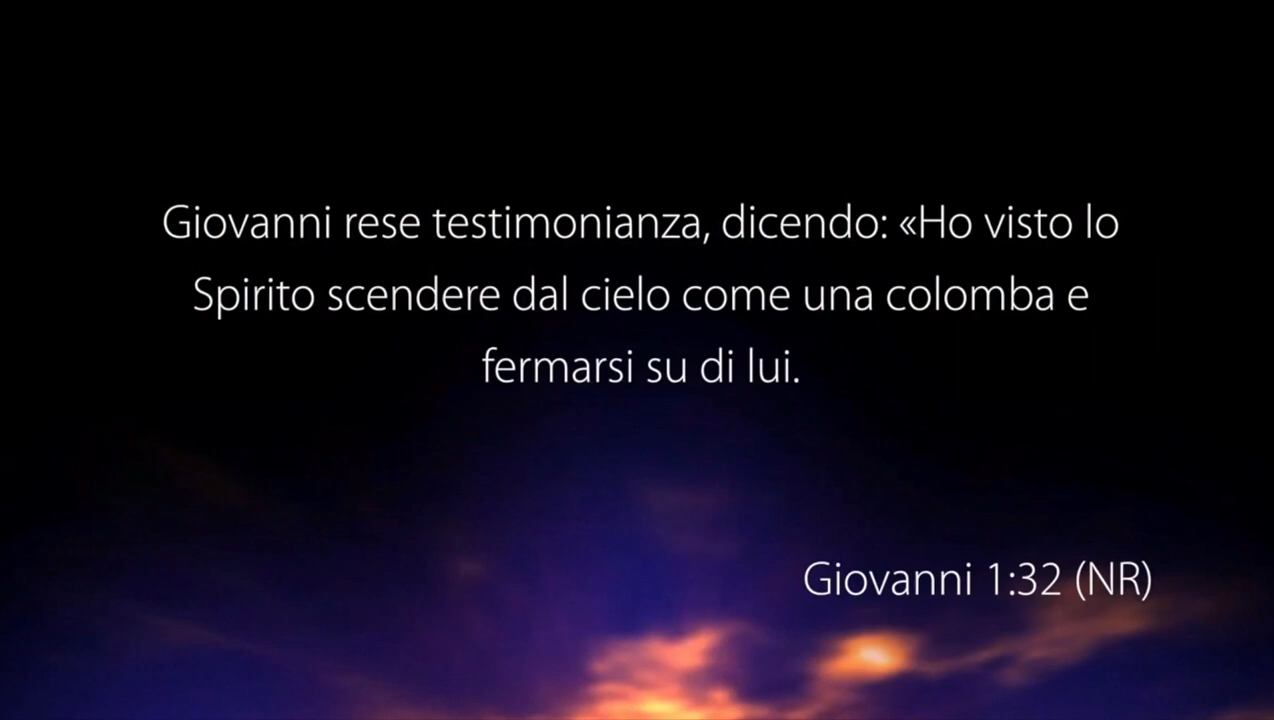 Giovanni rese testimonianza, dicendo: «Ho visto lo
Spirito scendere dal cielo come una colomba e
fermarsi su di lui.
Giovanni 1:32 (NR)